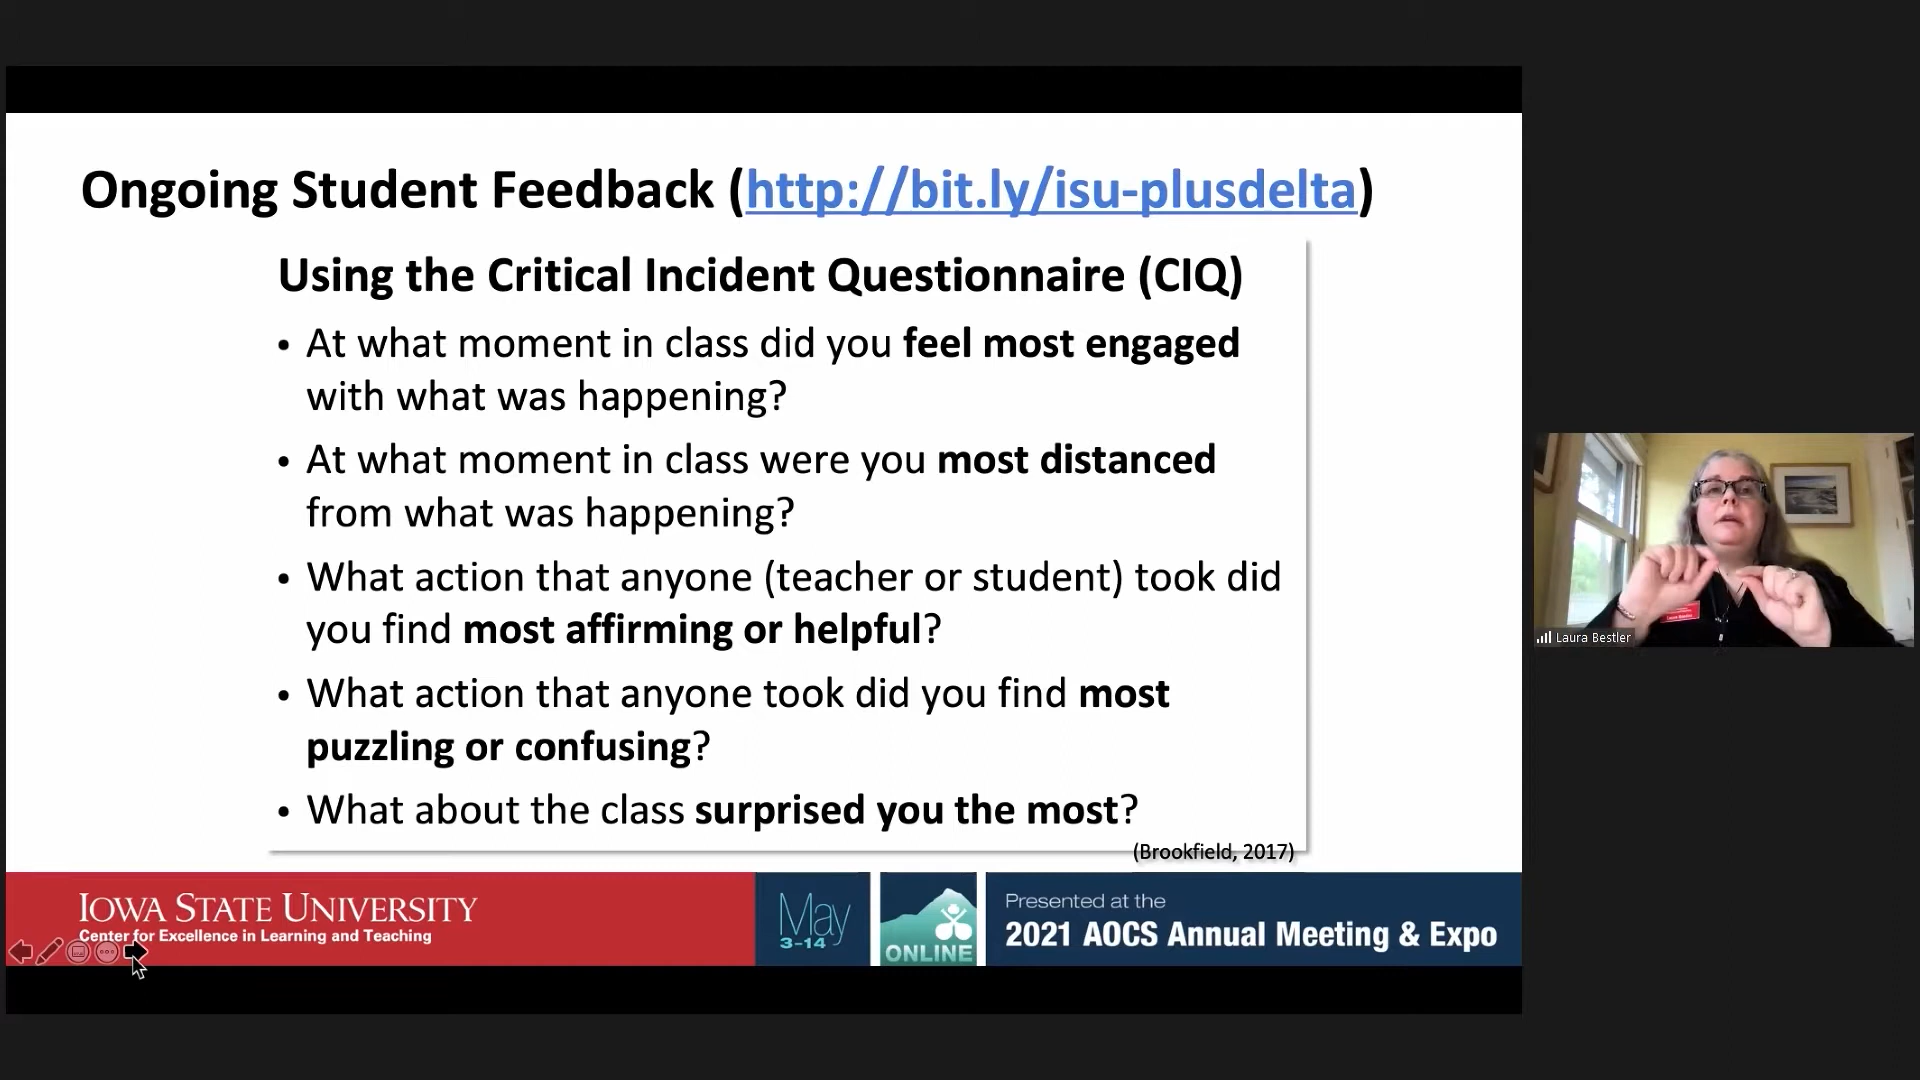 Ongoing Student Feedback (http://bit.ly/isu-plusdelta)
Using the Critical Incident Questionnaire (CIQ)
• At what moment in class did you feel most engaged
with what was happening?
• At what moment in class were you most distanced
from what was happening?
• What action that anyone (teacher or student) took did
you find most affirming or helpful?
• What action that anyone took did you find most
puzzling or confusing?
• What about the class surprised you the most?
(Brookfield, 2017)
IOWA STATE UNIVERSITY
Center for Excellence in Learning and Teaching
May
3-14
ONLINE
Presented at the
2021 AOCS Annual Meeting & Expo
Laura Bestler